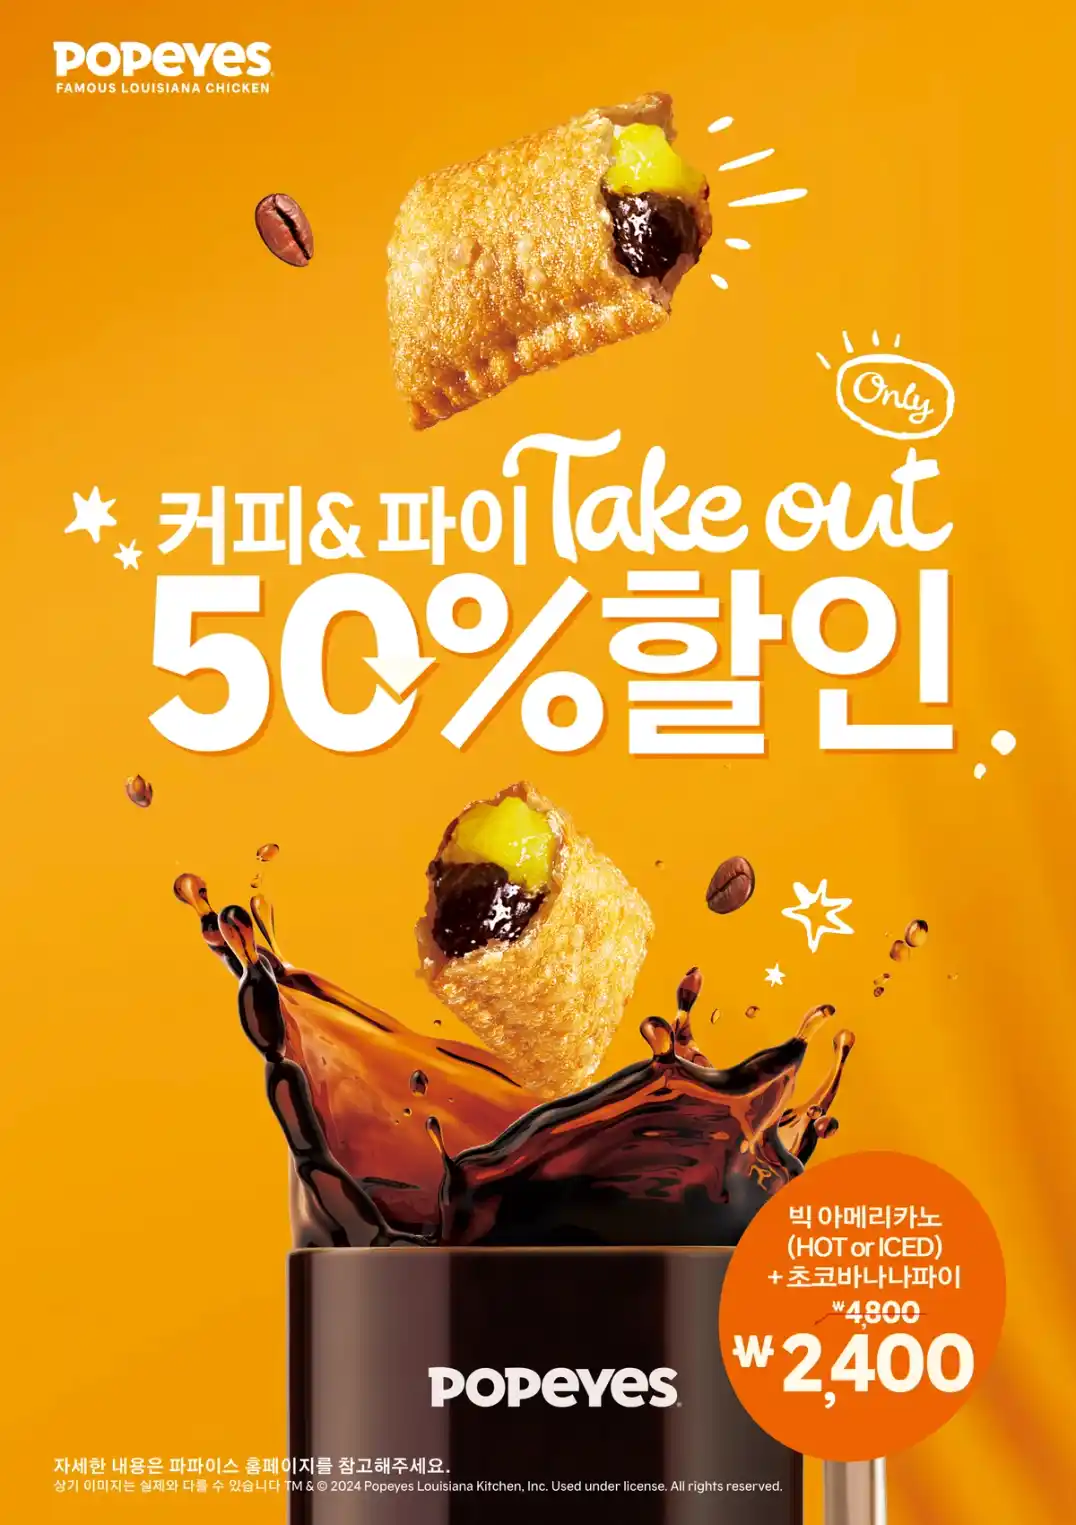 POPEYES
FAMOUS LOUISIANA CHICKEN
Only
커피& 파이 Take out
50%할인
빅 아메리카노
(HOT or ICED)
+ 초코바나나파이
₩4,800
₩2,400
POPEYES
자세한 내용은 파파이스 홈페이지를 참고해주세요.
상기 이미지는 실제와 다를 수 있습니다 TM & © 2024 Popeyes Louisiana Kitchen, Inc. Used under license. All rights reserved.